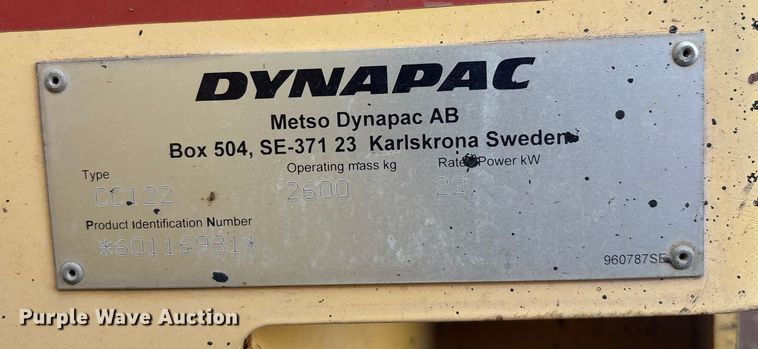 DYNAPAC
Metso Dynapac AB
Box 504, SE-371 23 Karlskrona Sweden
Type Operating mass kg Rated Power kW
CC122 2600 22
Product Identification Number
*60116981*
960787SE
Purple Wave Auction